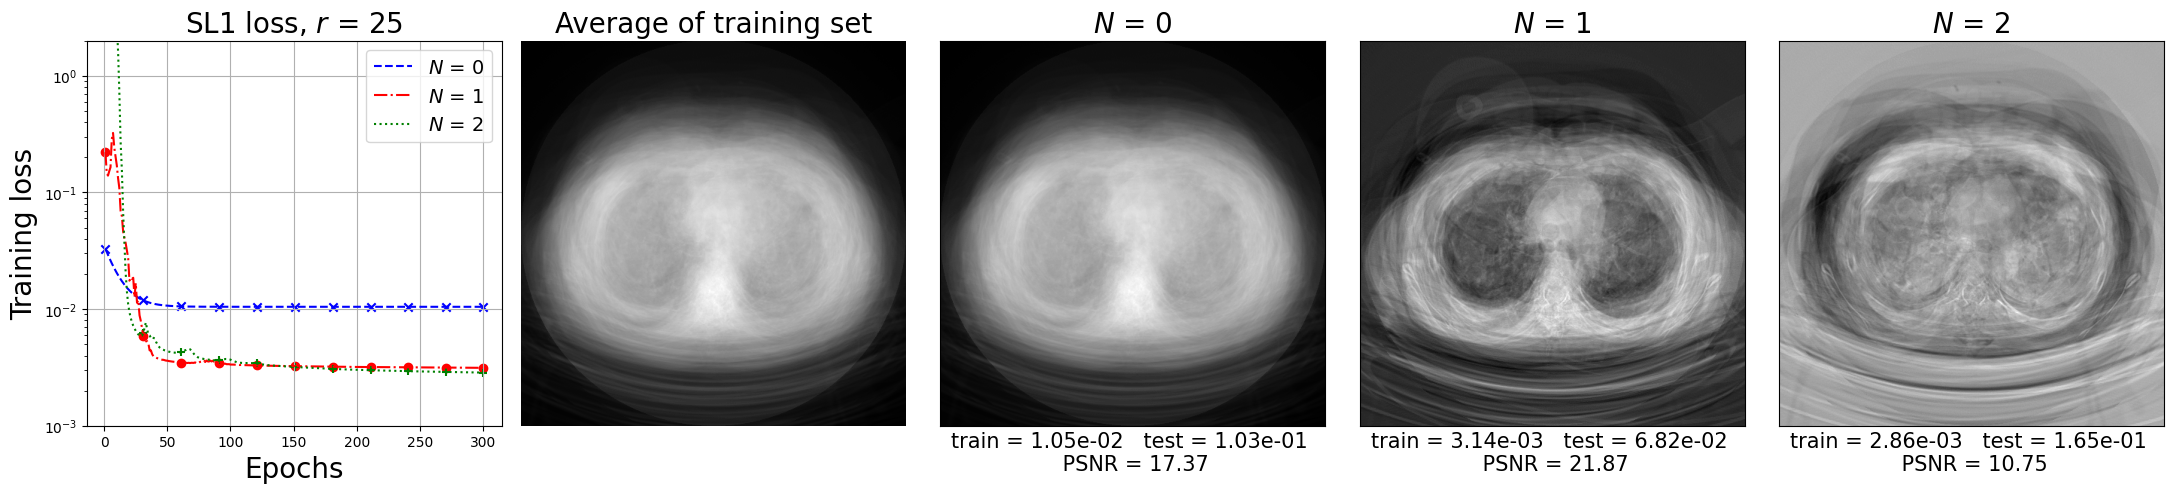 SL1 loss, r = 25
Training loss
10⁰
10⁻¹
10⁻²
10⁻³
N = 0
N = 1
N = 2
0 50 100 150 200 250 300
Epochs
Average of training set
N = 0
train = 1.05e-02 test = 1.03e-01
PSNR = 17.37
N = 1
train = 3.14e-03 test = 6.82e-02
PSNR = 21.87
N = 2
train = 2.86e-03 test = 1.65e-01
PSNR = 10.75